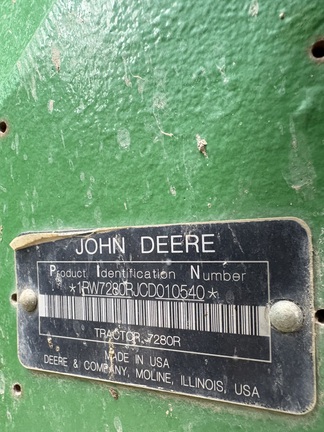 JOHN DEERE
Product Identification Number
*1RW7280RJCD010540*
TRACTOR, 7280R
MADE IN USA
DEERE & COMPANY, MOLINE, ILLINOIS, USA